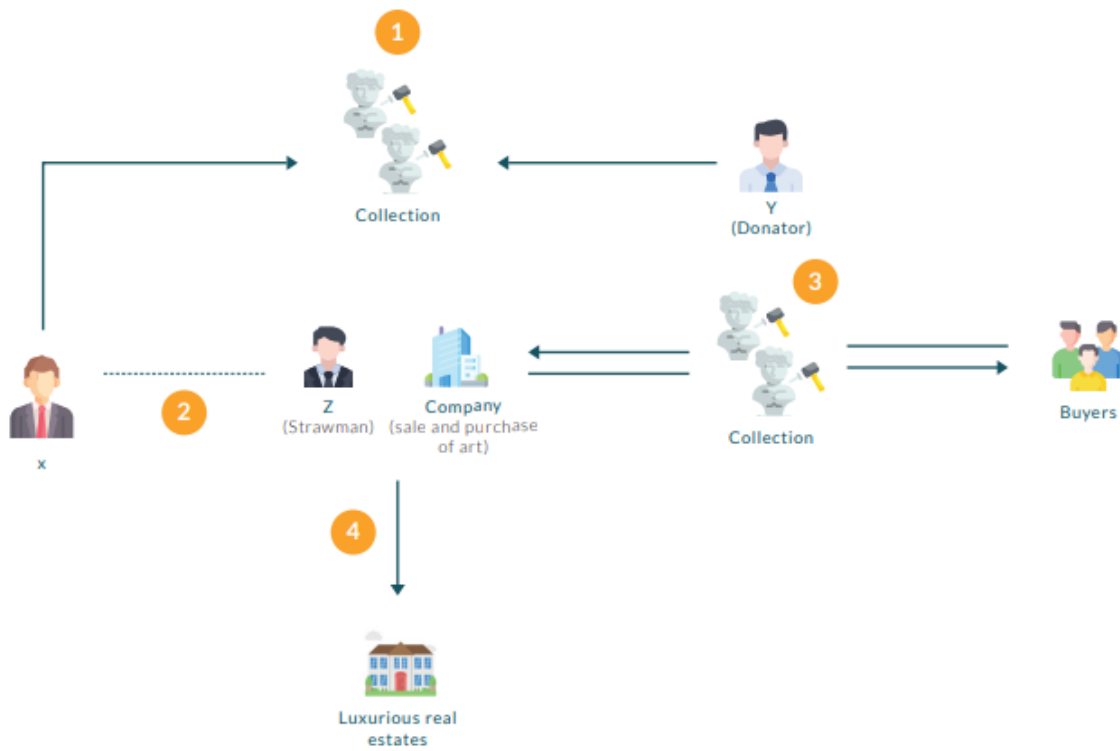 1
Collection
Y
(Donator)
3
2
Z
(Strawman)
Company
(sale and purchase
of art)
Collection
Buyers
x
4
Luxurious real
estates